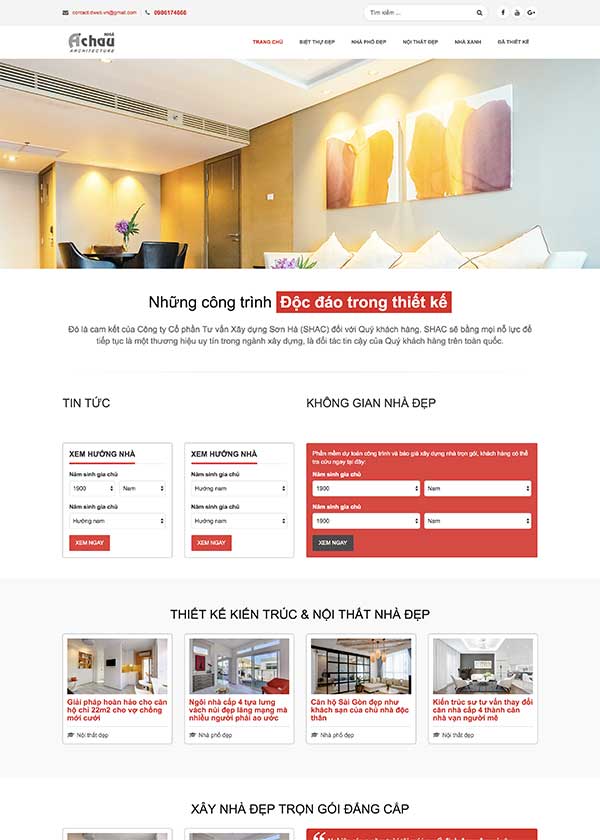 contact.dweb.vn@gmail.com
0986174666
Tìm kiếm ...
Achau NHÀ
ARCHITECTURE
TRANG CHỦ
BIỆT THỰ ĐẸP
NHÀ PHỐ ĐẸP
NỘI THẤT ĐẸP
NHÀ XANH
ĐÃ THIẾT KẾ
Những công trình Độc đáo trong thiết kế
Đó là cam kết của Công ty Cổ phần Tư vấn Xây dựng Sơn Hà (SHAC) đối với Quý khách hàng. SHAC sẽ bằng mọi nỗ lực để
tiếp tục là một thương hiệu uy tín trong ngành xây dựng, là đối tác tin cậy của Quý khách hàng trên toàn quốc.
TIN TỨC
KHÔNG GIAN NHÀ ĐẸP
XEM HƯỚNG NHÀ
Năm sinh gia chủ
1900
Nam
Năm sinh gia chủ
Hướng nam
XEM NGAY
XEM HƯỚNG NHÀ
Năm sinh gia chủ
Hướng nam
Năm sinh gia chủ
Hướng nam
XEM NGAY
Phần mềm dự toán công trình và báo giá xây dựng nhà trọn gói, khách hàng có thể
tra cứu ngay tại đây:
Năm sinh gia chủ
1900
Nam
Năm sinh gia chủ
1900
Nam
XEM NGAY
THIẾT KẾ KIẾN TRÚC & NỘI THẤT NHÀ ĐẸP
Giải pháp hoàn hảo cho căn
hộ chỉ 22m2 cho vợ chồng
mới cưới
Nội thất đẹp
Ngôi nhà cấp 4 tựa lưng
vách núi đẹp lãng mạng mà
nhiều người phải ao ước
Nhà phố đẹp
Căn hộ Sài Gòn đẹp như
khách sạn của chủ nhà độc
thân
Nhà phố đẹp
Kiến trúc sư tư vấn thay đổi
căn nhà cấp 4 thành căn
nhà vạn người mê
Nội thất đẹp
XÂY NHÀ ĐẸP TRỌN GÓI ĐẲNG CẤP